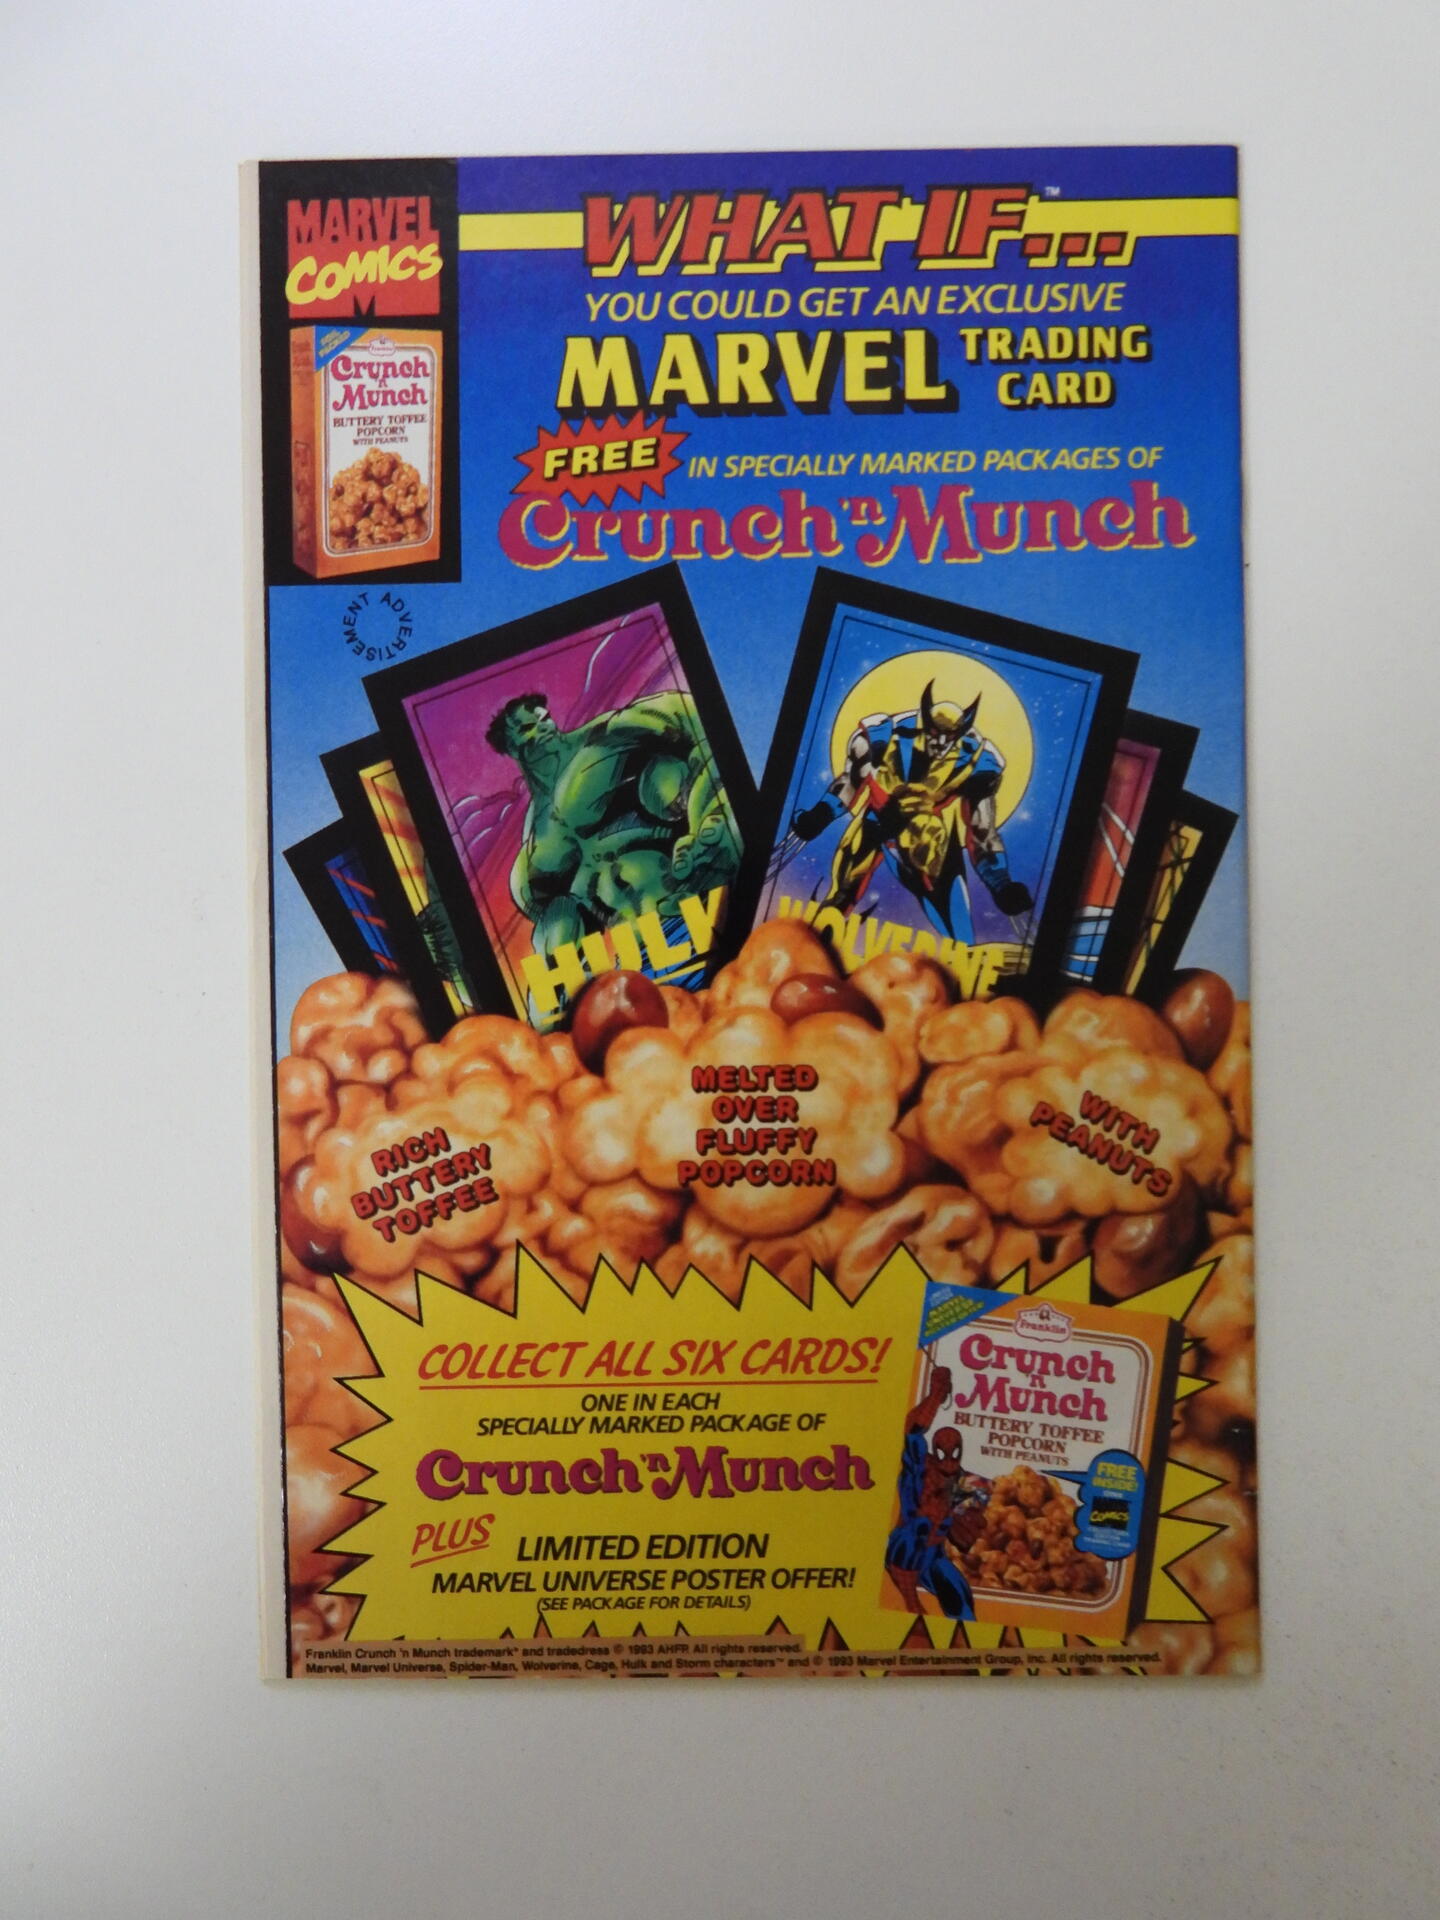 MARVEL
COMICS
M
Franklin
Crunch
'n
Munch
BUTTERY TOFFEE
POPCORN
WITH PEANUTS
ADVERTISEMENT
WHAT IF...™
YOU COULD GET AN EXCLUSIVE
MARVEL TRADING
CARD
FREE IN SPECIALLY MARKED PACKAGES OF
Crunch 'n Munch
HULK
WOLVERINE
RICH
BUTTERY
TOFFEE
MELTED
OVER
FLUFFY
POPCORN
WITH
PEANUTS
COLLECT ALL SIX CARDS!
ONE IN EACH
SPECIALLY MARKED PACKAGE OF
Crunch 'n Munch
PLUS LIMITED EDITION
MARVEL UNIVERSE POSTER OFFER!
(SEE PACKAGE FOR DETAILS)
Franklin
Crunch
'n
Munch
BUTTERY TOFFEE
POPCORN
WITH PEANUTS
FREE
INSIDE!
COMICS
Franklin Crunch 'n Munch trademark® and tradedress © 1993 AHFP. All rights reserved.
Marvel, Marvel Universe, Spider-Man, Wolverine, Cage, Hulk and Storm characters™ and © 1993 Marvel Entertainment Group, Inc. All rights reserved.